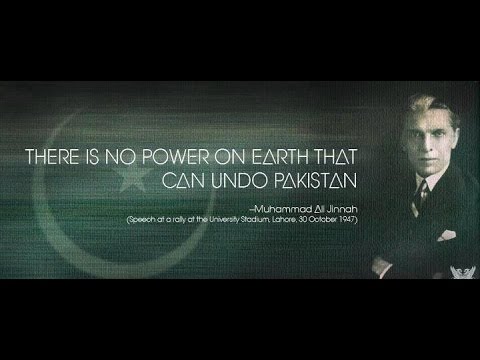 THERE IS NO POWER ON EARTH THAT
CAN UNDO PAKISTAN
–Muhammad Ali Jinnah
(Speech at a rally at the University Stadium, Lahore, 30 October 1947)